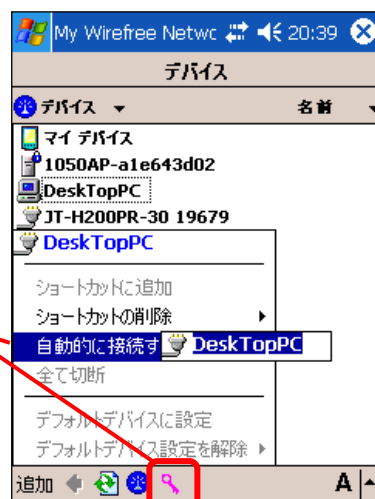 My Wirefree Netwc 20:39
デバイス
デバイス 名前
マイ デバイス
1050AP-a1e643d02
DeskTopPC
JT-H200PR-30 19679
DeskTopPC
ショートカットに追加
ショートカットの削除
自動的に接続す DeskTopPC
全て切断
デフォルトデバイスに設定
デフォルトデバイス設定を解除
追加 A